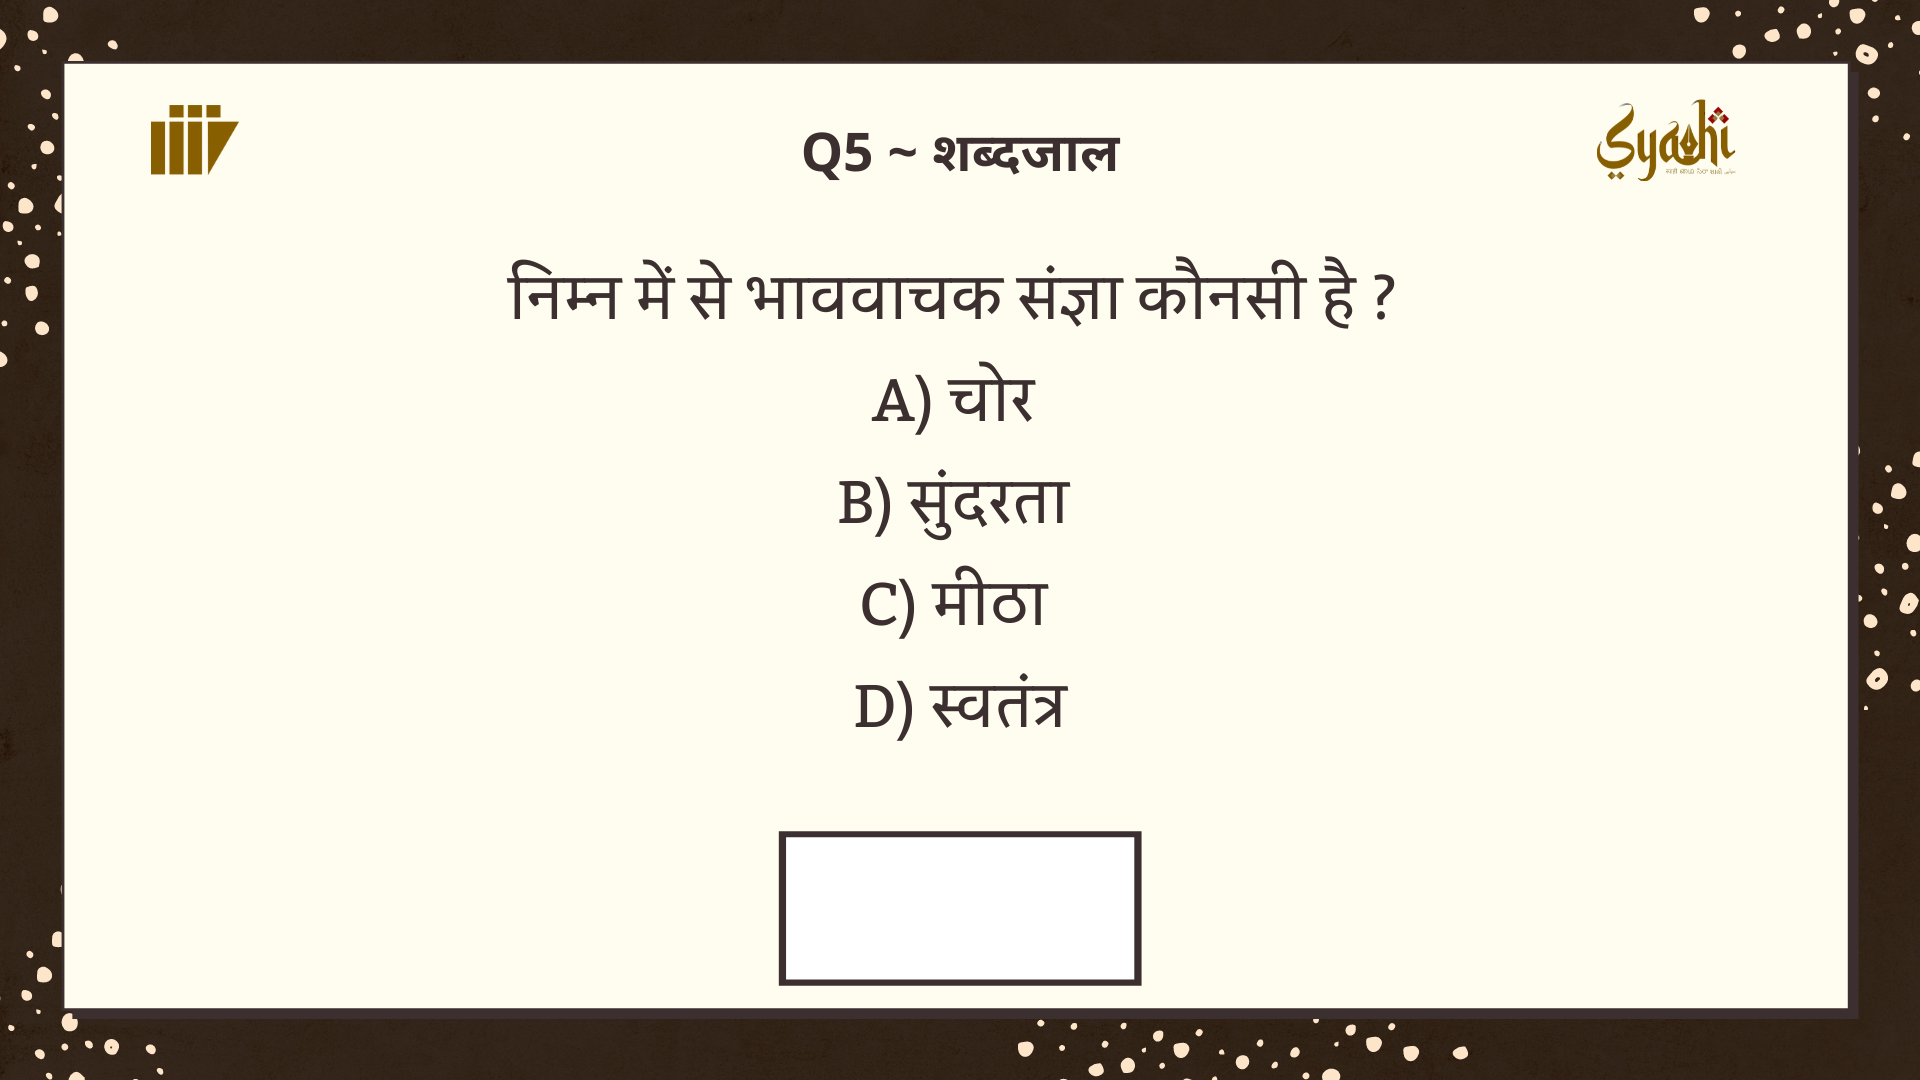 Q5 ~ शब्दजाल
Syahi
निम्न में से भाववाचक संज्ञा कौनसी है ?
A) चोर
B) सुंदरता
C) मीठा
D) स्वतंत्र